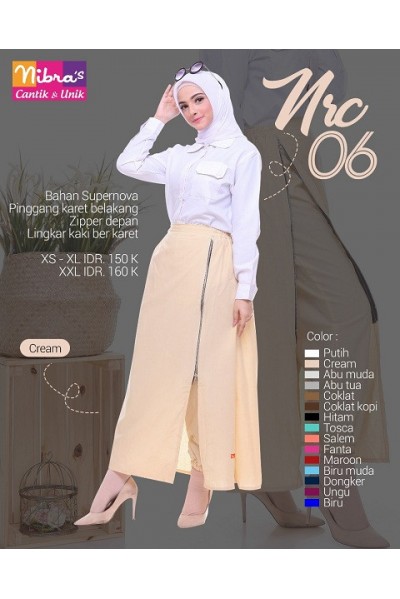 Nibra's
Cantik & Unik
Nrc
06
Bahan Supernova
Pinggang karet belakang
Zipper depan
Lingkar kaki ber karet
XS - XL IDR. 150 K
XXL IDR. 160 K
Cream
Color :
Putih
Cream
Abu muda
Abu tua
Coklat
Coklat kopi
Hitam
Tosca
Salem
Fanta
Maroon
Biru muda
Dongker
Ungu
Biru